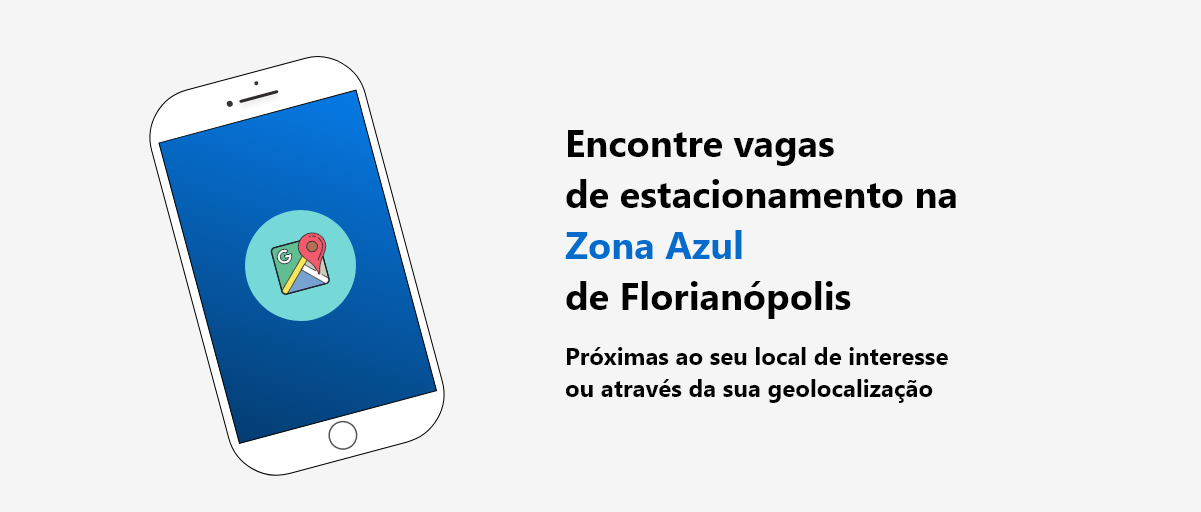 Encontre vagas
de estacionamento na
Zona Azul
de Florianópolis
Próximas ao seu local de interesse
ou através da sua geolocalização
G